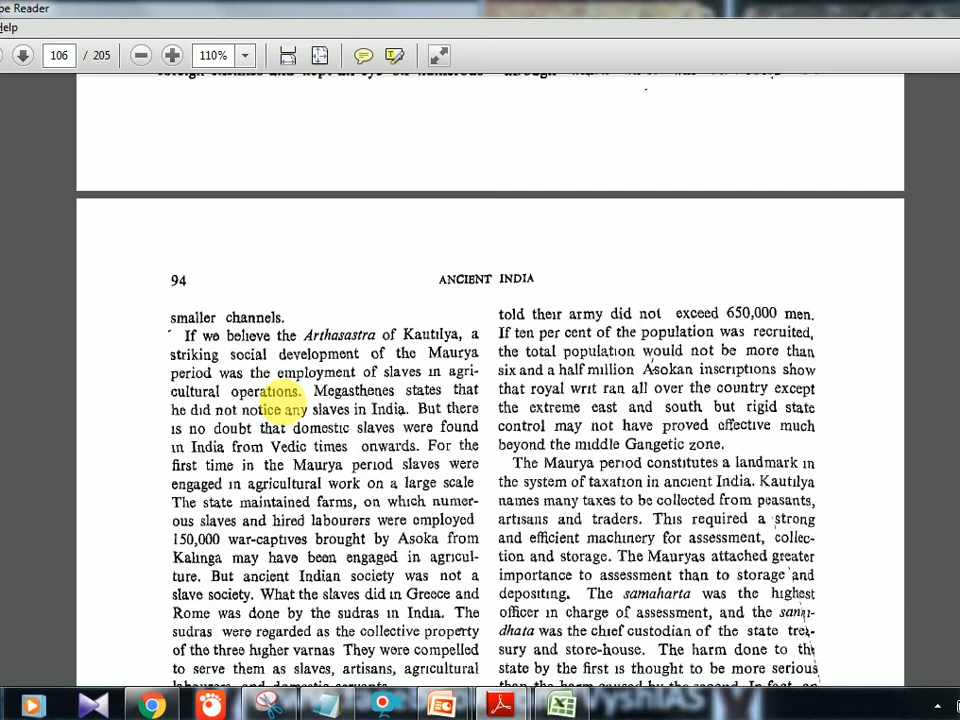 be Reader
Help
106 / 205
110%
94
ANCIENT INDIA
smaller channels.
If we believe the Arthasastra of Kautilya, a
striking social development of the Maurya
period was the employment of slaves in agri-
cultural operations. Megasthenes states that
he did not notice any slaves in India. But there
is no doubt that domestic slaves were found
in India from Vedic times onwards. For the
first time in the Maurya period slaves were
engaged in agricultural work on a large scale
The state maintained farms, on which numer-
ous slaves and hired labourers were employed
150,000 war-captives brought by Asoka from
Kalinga may have been engaged in agricul-
ture. But ancient Indian society was not a
slave society. What the slaves did in Greece and
Rome was done by the sudras in India. The
sudras were regarded as the collective property
of the three higher varnas They were compelled
to serve them as slaves, artisans, agricultural
labourers and domestic servants
told their army did not exceed 650,000 men.
If ten per cent of the population was recruited,
the total population would not be more than
six and a half million Asokan inscriptions show
that royal writ ran all over the country except
the extreme east and south but rigid state
control may not have proved effective much
beyond the middle Gangetic zone.
The Maurya period constitutes a landmark in
the system of taxation in ancient India. Kautilya
names many taxes to be collected from peasants,
artisans and traders. This required a strong
and efficient machinery for assessment, collec-
tion and storage. The Mauryas attached greater
importance to assessment than to storage and
depositing. The samaharta was the highest
officer in charge of assessment, and the sanni-
dhata was the chief custodian of the state trea-
sury and store-house. The harm done to the
state by the first is thought to be more serious
than the harm caused by the second. In fact, an